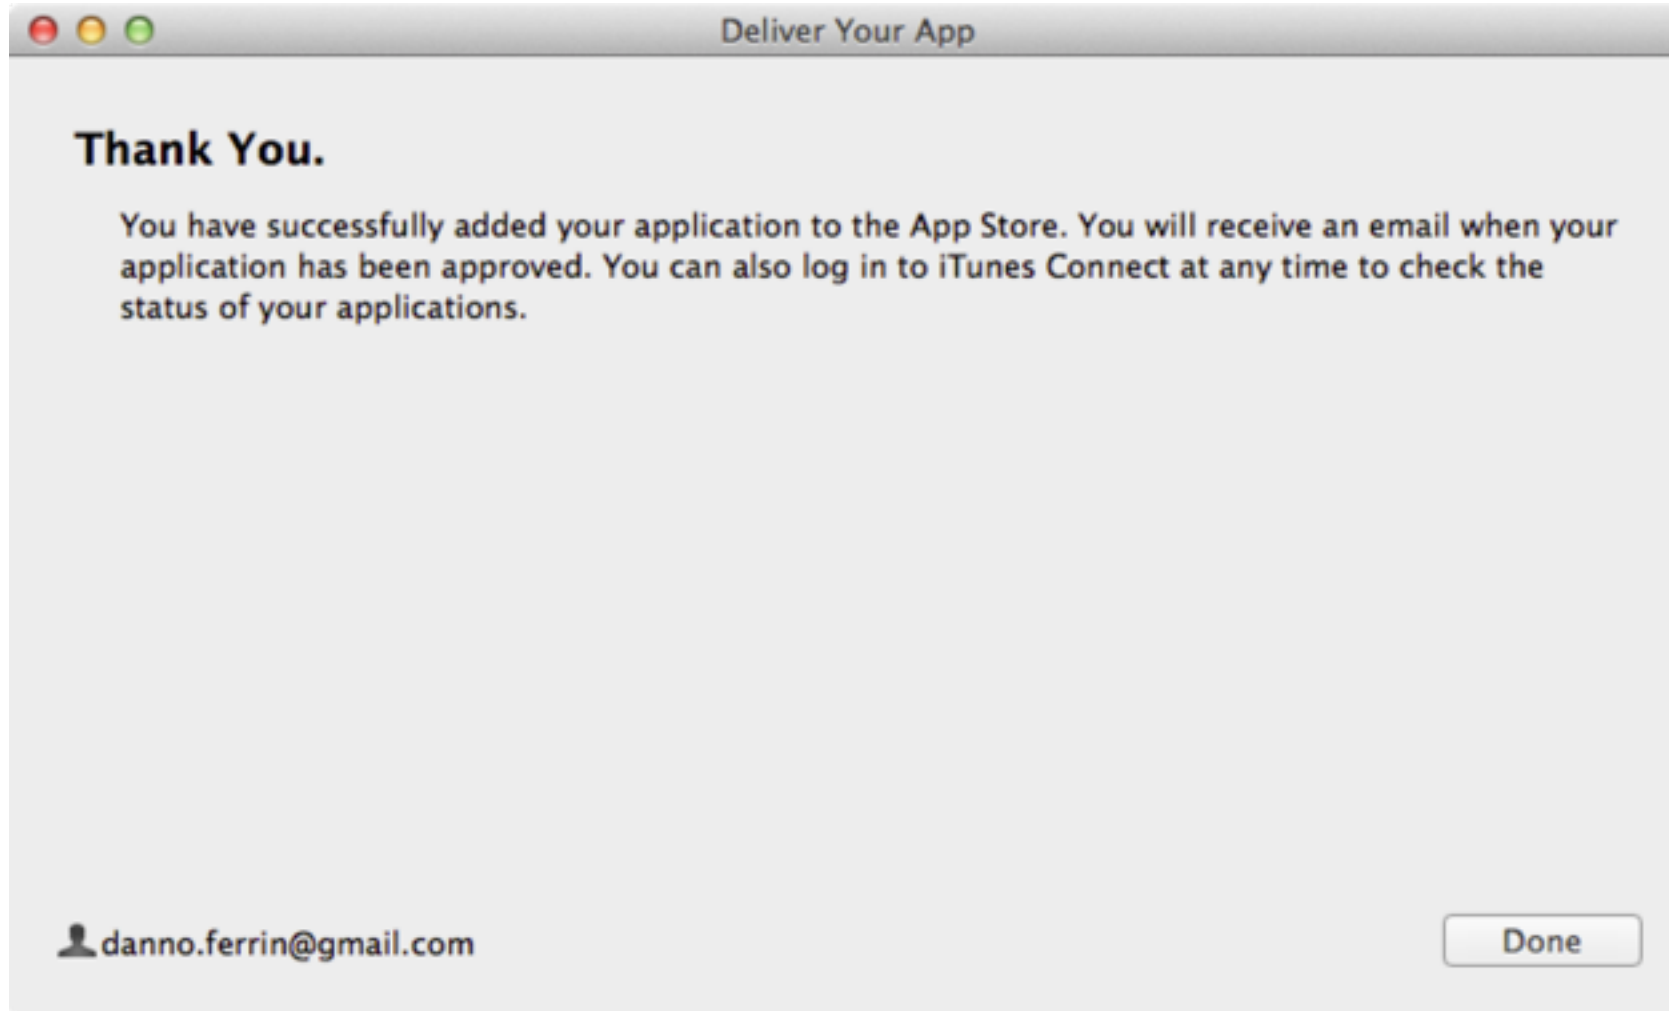 Deliver Your App
Thank You.
You have successfully added your application to the App Store. You will receive an email when your
application has been approved. You can also log in to iTunes Connect at any time to check the
status of your applications.
danno.ferrin@gmail.com
Done